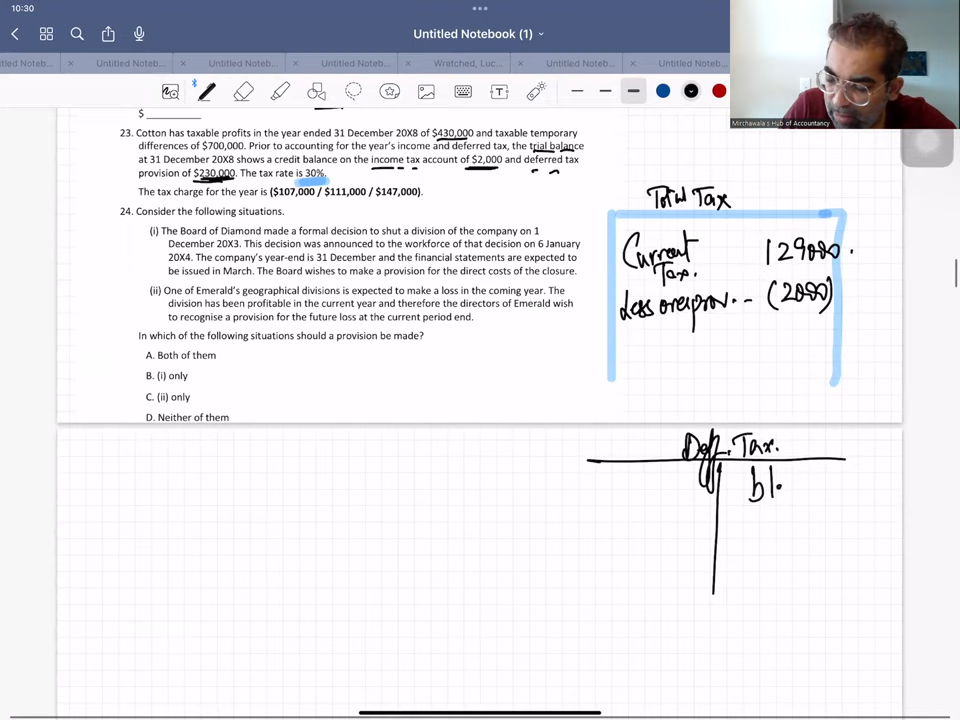 10:30
Untitled Notebook (1)
tled Noteb...
Untitled Noteb...
Untitled Noteb...
Untitled Noteb...
Wretched, Luc...
Untitled Noteb...
Untitled Noteb...
Mirchawala's Hub of Accountancy
$
23. Cotton has taxable profits in the year ended 31 December 20X8 of $430,000 and taxable temporary
differences of $700,000. Prior to accounting for the year's income and deferred tax, the trial balance
at 31 December 20X8 shows a credit balance on the income tax account of $2,000 and deferred tax
provision of $230,000. The tax rate is 30%.
The tax charge for the year is ($107,000 / $111,000 / $147,000).
24. Consider the following situations.
(i) The Board of Diamond made a formal decision to shut a division of the company on 1
December 20X3. This decision was announced to the workforce of that decision on 6 January
20X4. The company's year-end is 31 December and the financial statements are expected to
be issued in March. The Board wishes to make a provision for the direct costs of the closure.
(ii) One of Emerald's geographical divisions is expected to make a loss in the coming year. The
division has been profitable in the current year and therefore the directors of Emerald wish
to recognise a provision for the future loss at the current period end.
In which of the following situations should a provision be made?
A. Both of them
B. (i) only
C. (ii) only
D. Neither of them
Total Tax
Current Tax. 129000.
Less overprov. - (2000)
Deff. Tax.
b/.